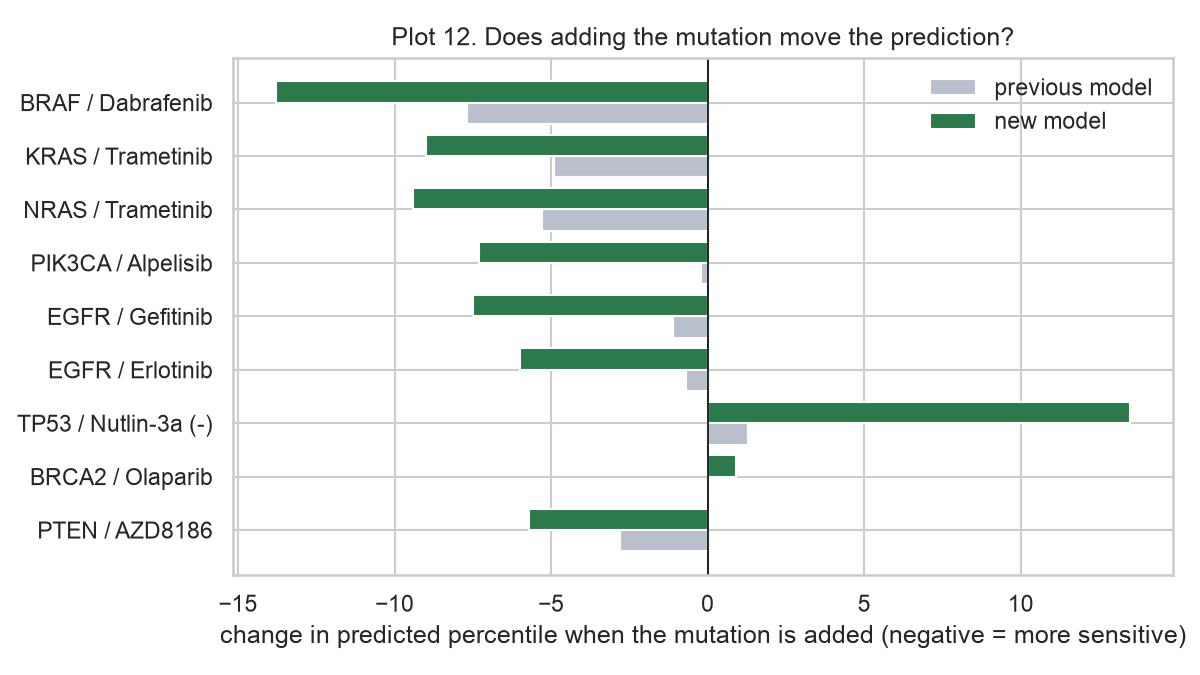 Plot 12. Does adding the mutation move the prediction?
previous model
new model
BRAF / Dabrafenib
KRAS / Trametinib
NRAS / Trametinib
PIK3CA / Alpelisib
EGFR / Gefitinib
EGFR / Erlotinib
TP53 / Nutlin-3a (-)
BRCA2 / Olaparib
PTEN / AZD8186
−15 −10 −5 0 5 10
change in predicted percentile when the mutation is added (negative = more sensitive)